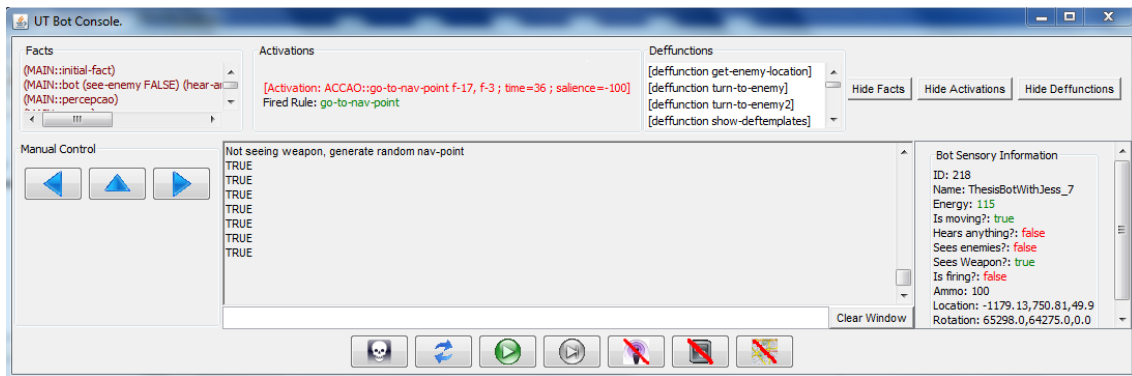 UT Bot Console.
Facts
(MAIN::initial-fact)
(MAIN::bot (see-enemy FALSE) (hear-
(MAIN::percepcao)
Activations
[Activation: ACCAO::go-to-nav-point f-17, f-3 ; time=36 ; salience=-100]
Fired Rule: go-to-nav-point
Deffunctions
[deffunction get-enemy-location]
[deffunction turn-to-enemy]
[deffunction turn-to-enemy2]
[deffunction show-deftemplates]
Hide Facts
Hide Activations
Hide Deffunctions
Manual Control
Not seeing weapon, generate random nav-point
TRUE
TRUE
TRUE
TRUE
TRUE
TRUE
TRUE
Clear Window
Bot Sensory Information
ID: 218
Name: ThesisBotWithJess_7
Energy: 115
Is moving?: true
Hears anything?: false
Sees enemies?: false
Sees Weapon?: true
Is firing?: false
Ammo: 100
Location: -1179.13,750.81,49.9
Rotation: 65298.0,64275.0,0.0